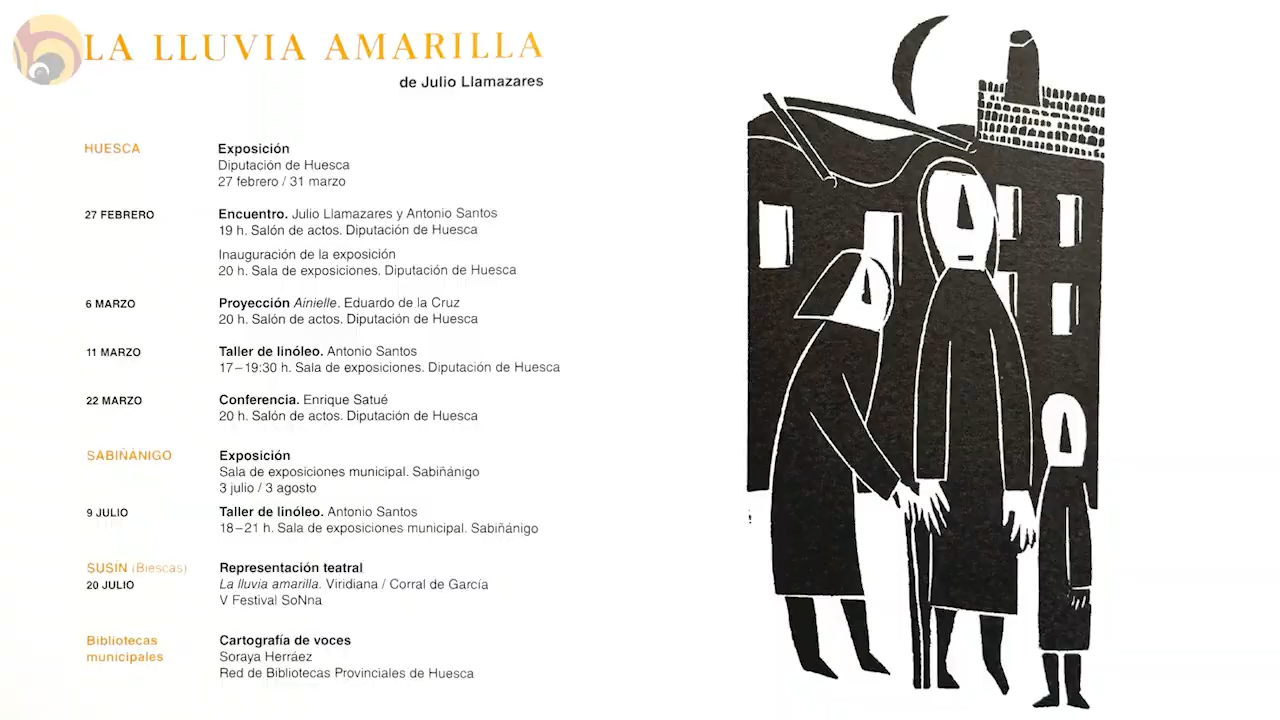 LA LLUVIA AMARILLA
de Julio Llamazares
HUESCA
Exposición
Diputación de Huesca
27 febrero / 31 marzo
27 FEBRERO
Encuentro. Julio Llamazares y Antonio Santos
19 h. Salón de actos. Diputación de Huesca
Inauguración de la exposición
20 h. Sala de exposiciones. Diputación de Huesca
6 MARZO
Proyección Ainielle. Eduardo de la Cruz
20 h. Salón de actos. Diputación de Huesca
11 MARZO
Taller de linóleo. Antonio Santos
17–19:30 h. Sala de exposiciones. Diputación de Huesca
22 MARZO
Conferencia. Enrique Satué
20 h. Salón de actos. Diputación de Huesca
SABIÑÁNIGO
Exposición
Sala de exposiciones municipal. Sabiñánigo
3 julio / 3 agosto
9 JULIO
Taller de linóleo. Antonio Santos
18–21 h. Sala de exposiciones municipal. Sabiñánigo
SUSÍN (Biescas)
20 JULIO
Representación teatral
La lluvia amarilla. Viridiana / Corral de García
V Festival SoNna
Bibliotecas
municipales
Cartografía de voces
Soraya Herráez
Red de Bibliotecas Provinciales de Huesca